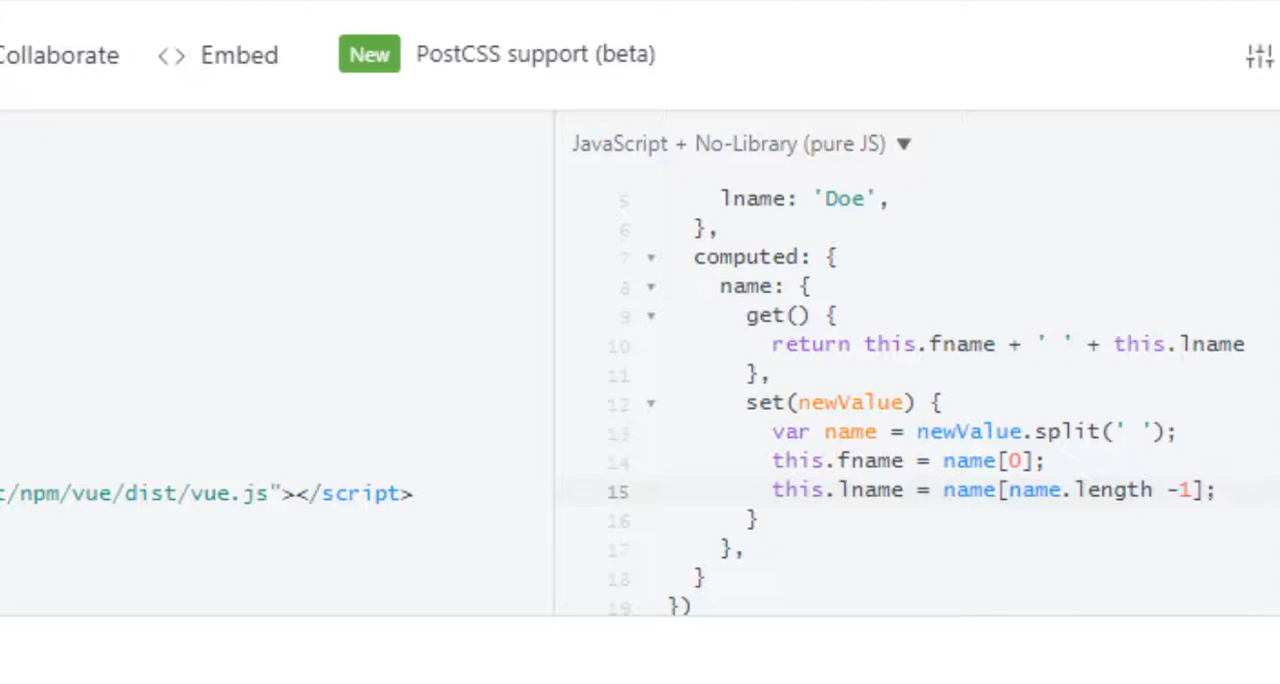 Collaborate <> Embed New PostCSS support (beta)
JavaScript + No-Library (pure JS) ▼
5 lname: 'Doe',
6 },
7 ▾ computed: {
8 ▾ name: {
9 ▾ get() {
10 return this.fname + ' ' + this.lname
11 },
12 ▾ set(newValue) {
13 var name = newValue.split(' ');
14 this.fname = name[0];
t/npm/vue/dist/vue.js"></script>
15 this.lname = name[name.length -1];
16 }
17 },
18 }
19 })